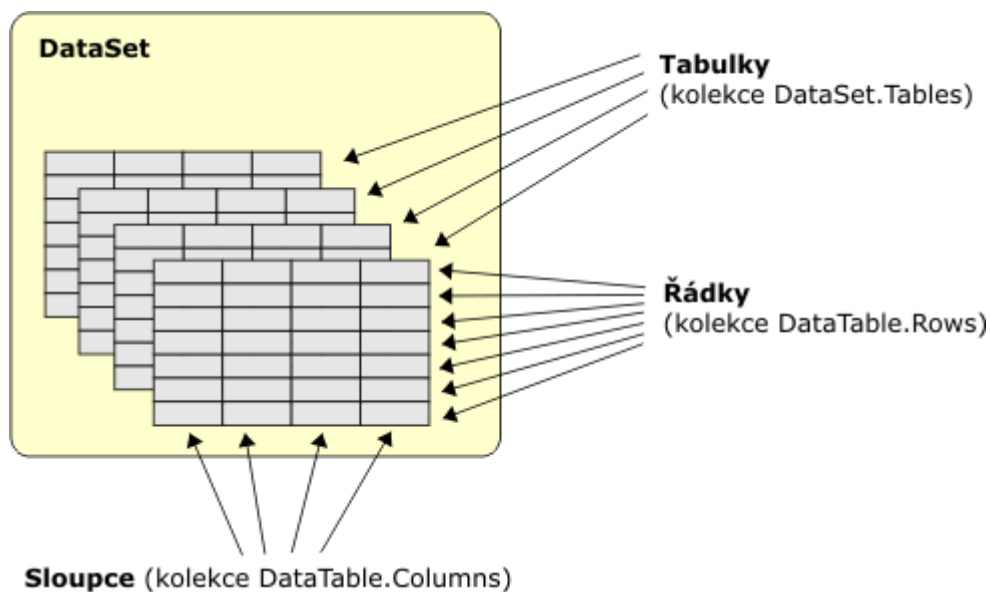 DataSet
Tabulky
(kolekce DataSet.Tables)
Řádky
(kolekce DataTable.Rows)
Sloupce (kolekce DataTable.Columns)